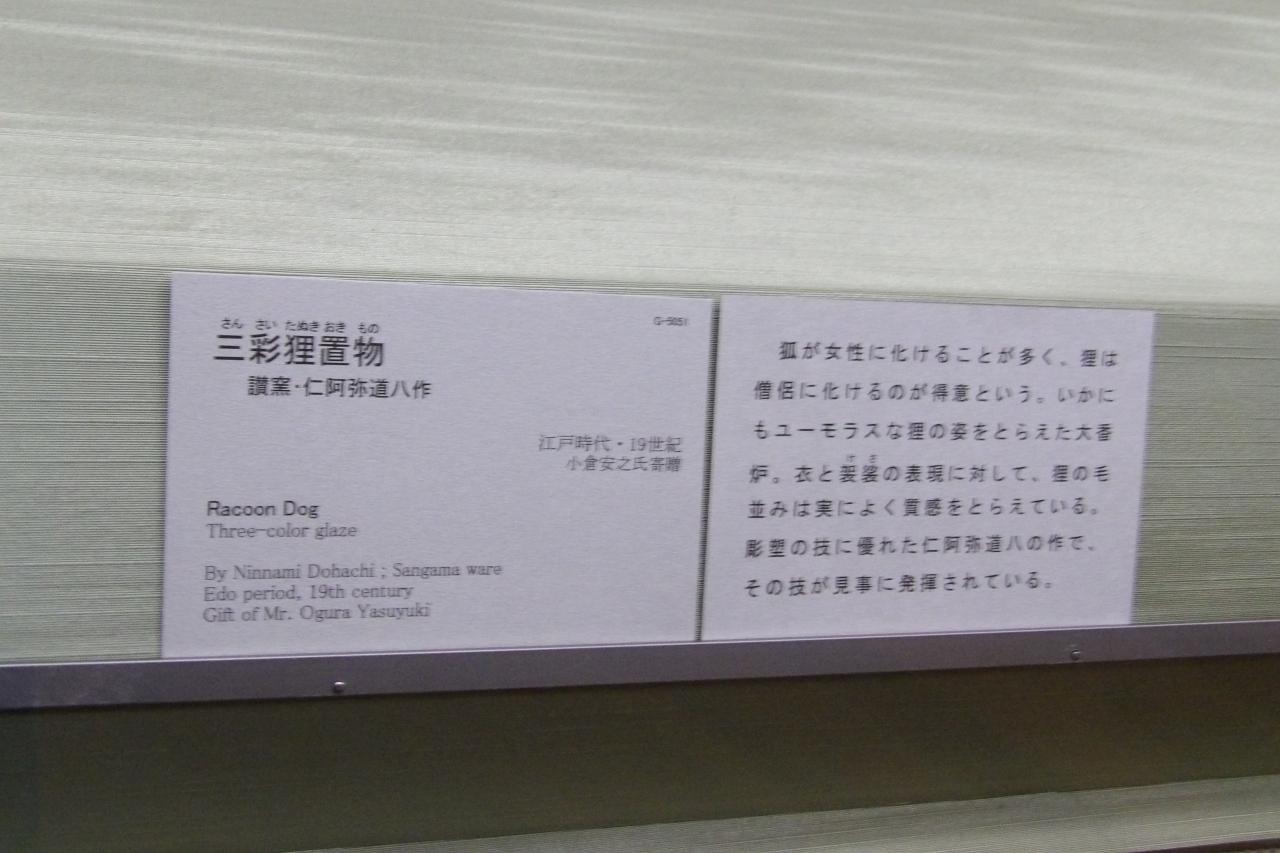 さん さい たぬき おき もの
三彩狸置物
讃窯・仁阿弥道八作
G-5051
江戸時代・19世紀
小倉安之氏寄贈
Racoon Dog
Three-color glaze
By Ninnami Dohachi ; Sangama ware
Edo period, 19th century
Gift of Mr. Ogura Yasuyuki
狐が女性に化けることが多く、狸は
僧侶に化けるのが得意という。いかに
もユーモラスな狸の姿をとらえた大香
けさ
炉。衣と袈裟の表現に対して、狸の毛
並みは実によく質感をとらえている。
彫塑の技に優れた仁阿弥道八の作で、
その技が見事に発揮されている。